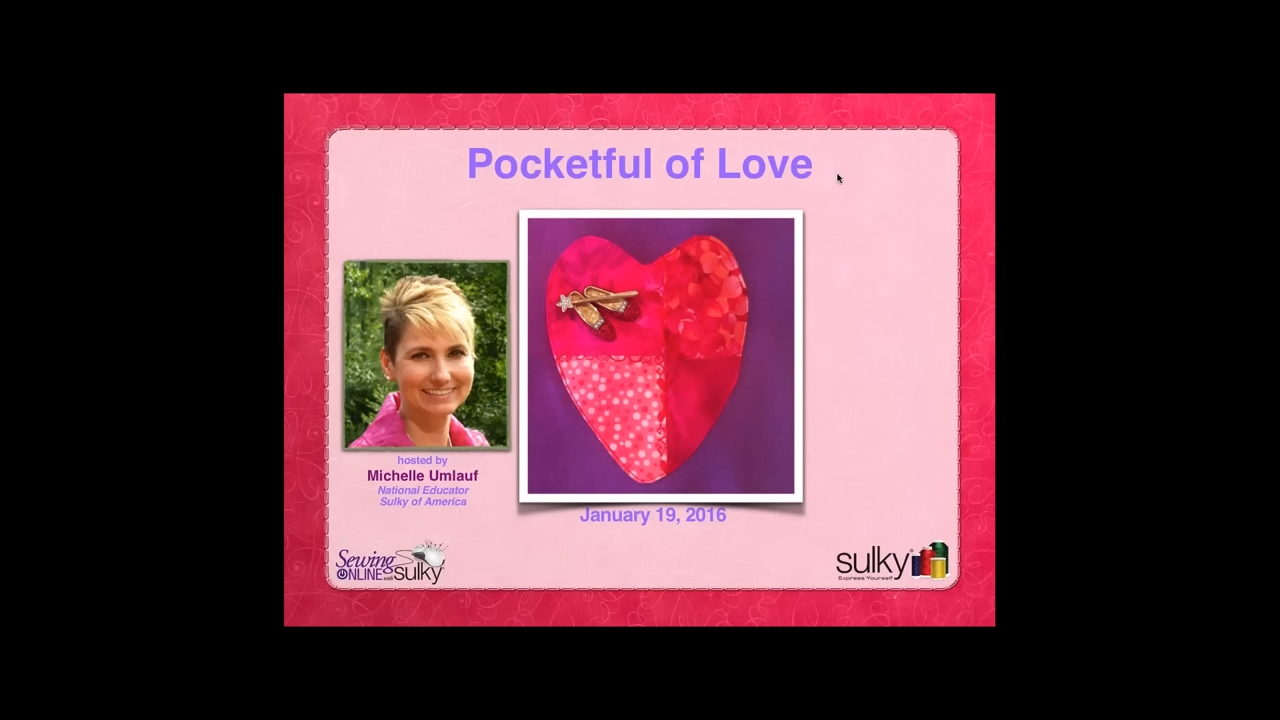 Pocketful of Love
hosted by
Michelle Umlauf
National Educator
Sulky of America
January 19, 2016
Sewing
ONLINE with sulky
sulky
Express Yourself